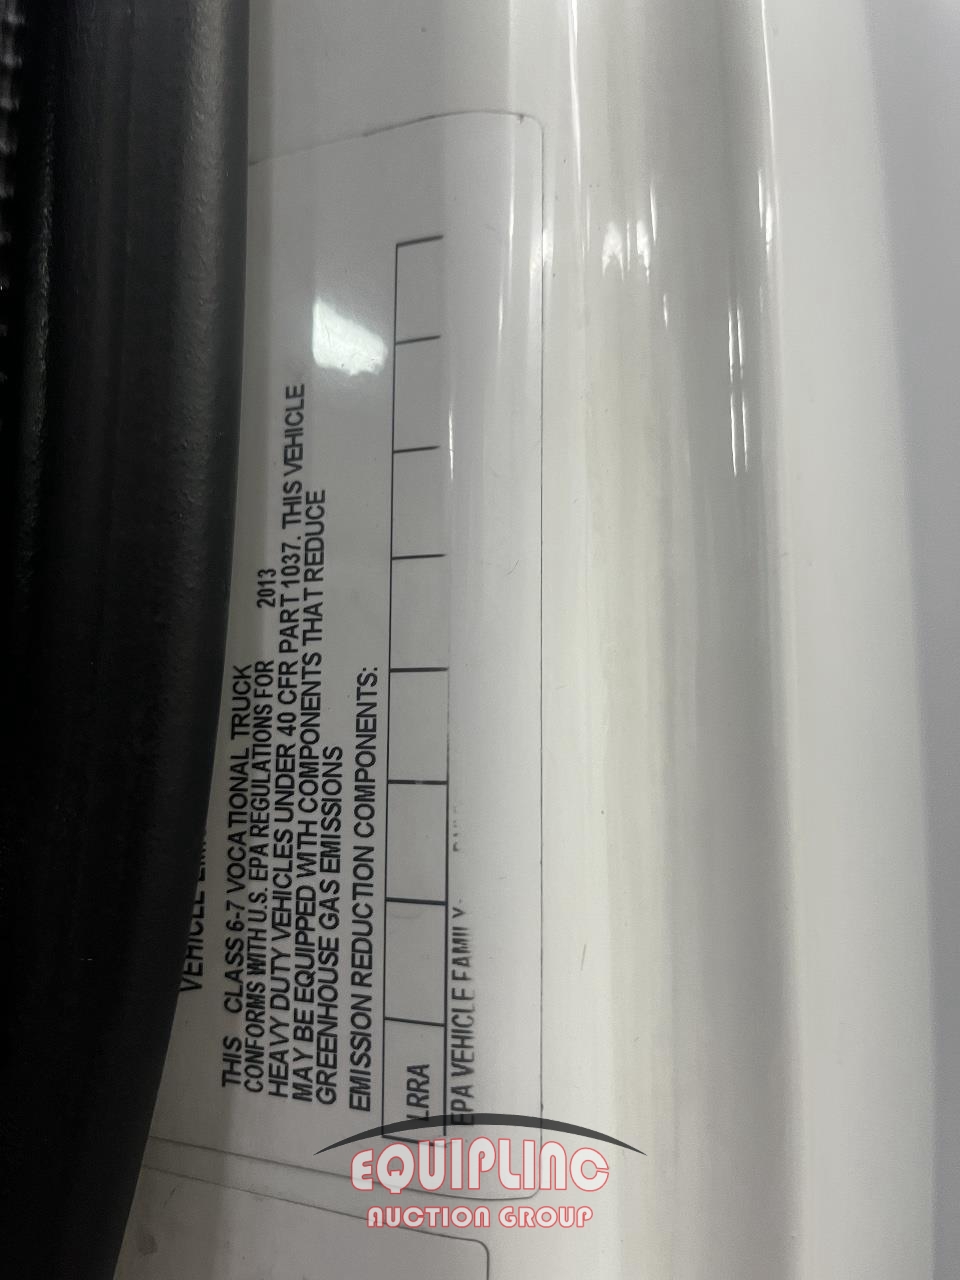 VEHICLE
THIS CLASS 6-7 VOCATIONAL TRUCK
CONFORMS WITH U.S. EPA REGULATIONS FOR 2013
HEAVY DUTY VEHICLES UNDER 40 CFR PART 1037. THIS VEHICLE
MAY BE EQUIPPED WITH COMPONENTS THAT REDUCE
GREENHOUSE GAS EMISSIONS
EMISSION REDUCTION COMPONENTS:
LRRA
EPA VEHICLE FAMILY:
EQUIPLINC
AUCTION GROUP